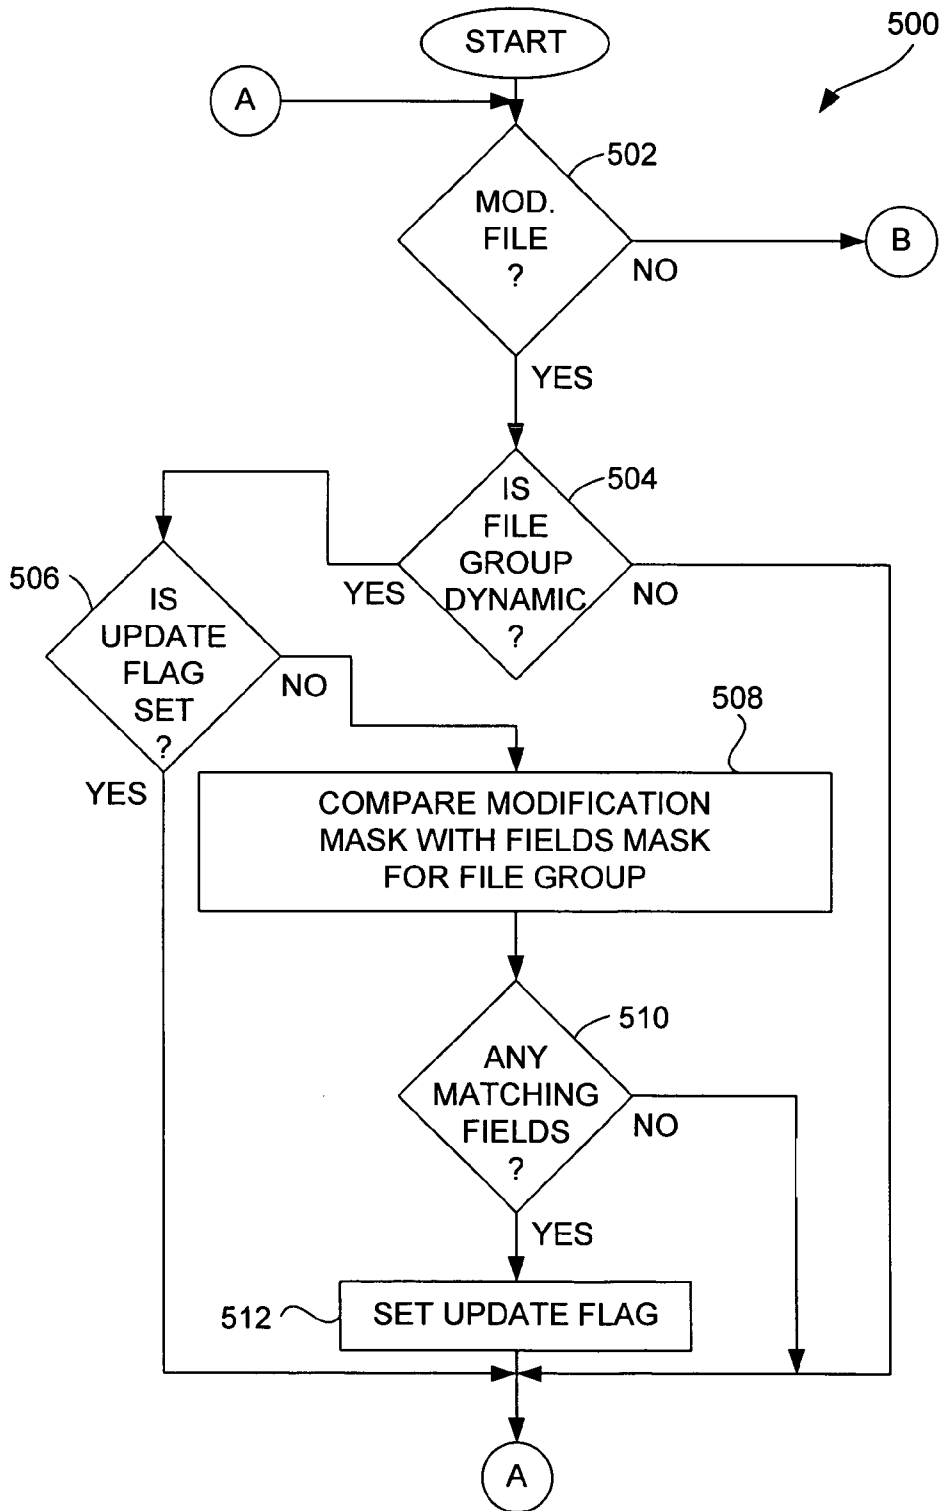 START
500
A
502
MOD.
FILE
?
B
NO
YES
504
IS
FILE
GROUP
DYNAMIC
?
YES
NO
506
IS
UPDATE
FLAG
SET
?
NO
YES
508
COMPARE MODIFICATION
MASK WITH FIELDS MASK
FOR FILE GROUP
510
ANY
MATCHING
FIELDS
?
NO
YES
512
SET UPDATE FLAG
A